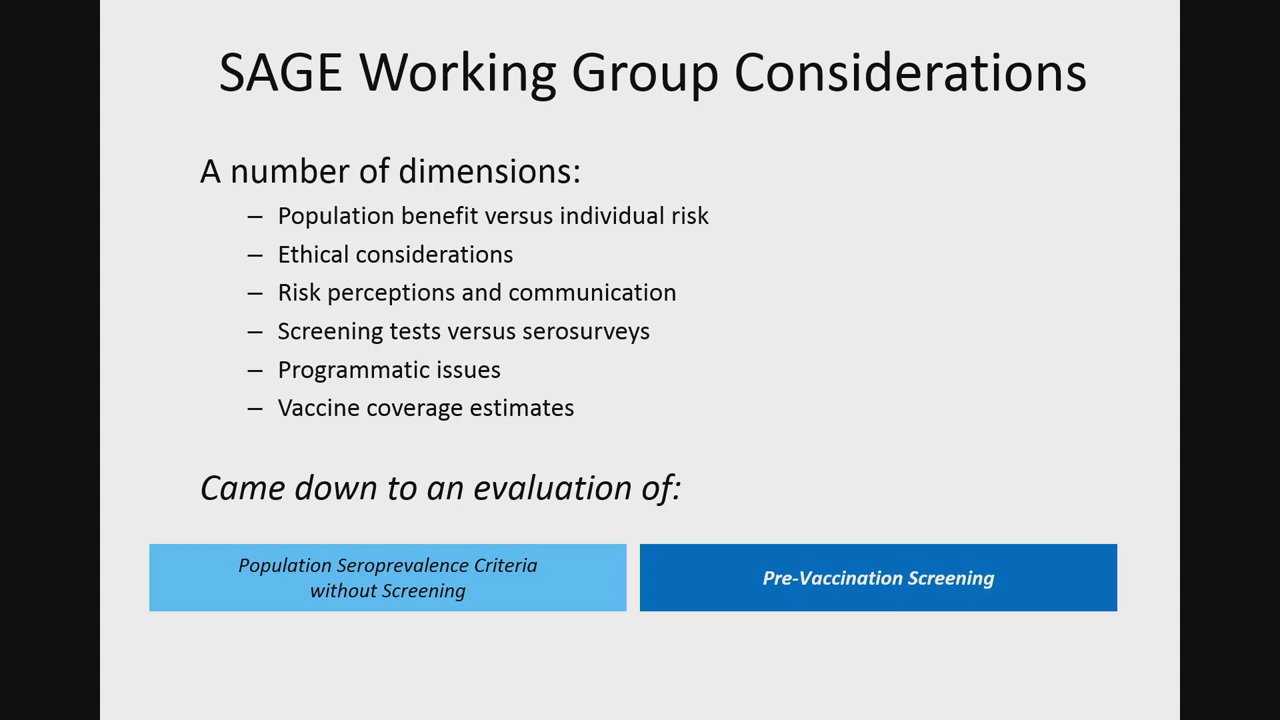 SAGE Working Group Considerations
A number of dimensions:
– Population benefit versus individual risk
– Ethical considerations
– Risk perceptions and communication
– Screening tests versus serosurveys
– Programmatic issues
– Vaccine coverage estimates
Came down to an evaluation of:
Population Seroprevalence Criteria
without Screening
Pre-Vaccination Screening